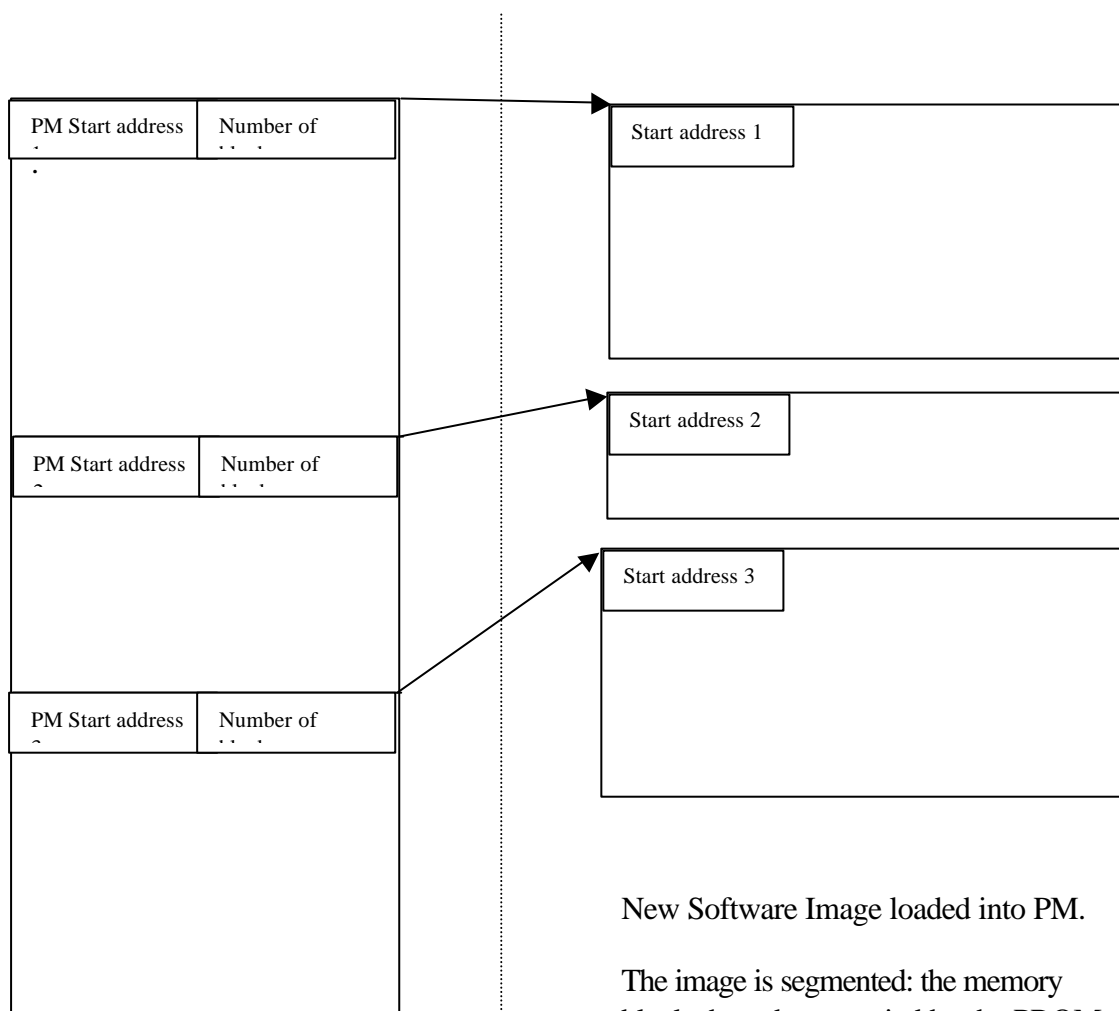 PM Start address
Number of
Start address 1
PM Start address
Number of
Start address 2
PM Start address
Number of
Start address 3
New Software Image loaded into PM.
The image is segmented: the memory